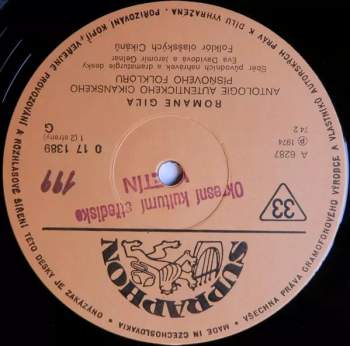 SUPRAPHON
33
Okresní kulturní středisko
VSETÍN
199
A 6287
℗ 1974
74 2
0 17 1389
G
1 (2 strany)
ROMANE GILA
ANTOLOGIE AUTENTICKÉHO CIKÁNSKÉHO
PÍSŇOVÉHO FOLKLÓRU
Sběr původních nahrávek a dramaturgie desky
Eva Davidová a Jaromír Gelnar
Folklór olašských Cikánů
• MADE IN CZECHOSLOVAKIA • VŠECHNA PRÁVA GRAMOFONOVÉHO VÝROBCE A VLASTNÍKŮ AUTORSKÝCH PRÁV K DÍLU VYHRAZENA. POŘIZOVÁNÍ KOPIÍ, VEŘEJNÉ PROVOZOVÁNÍ A ROZHLASOVÉ ŠÍŘENÍ TÉTO DESKY JE ZAKÁZÁNO